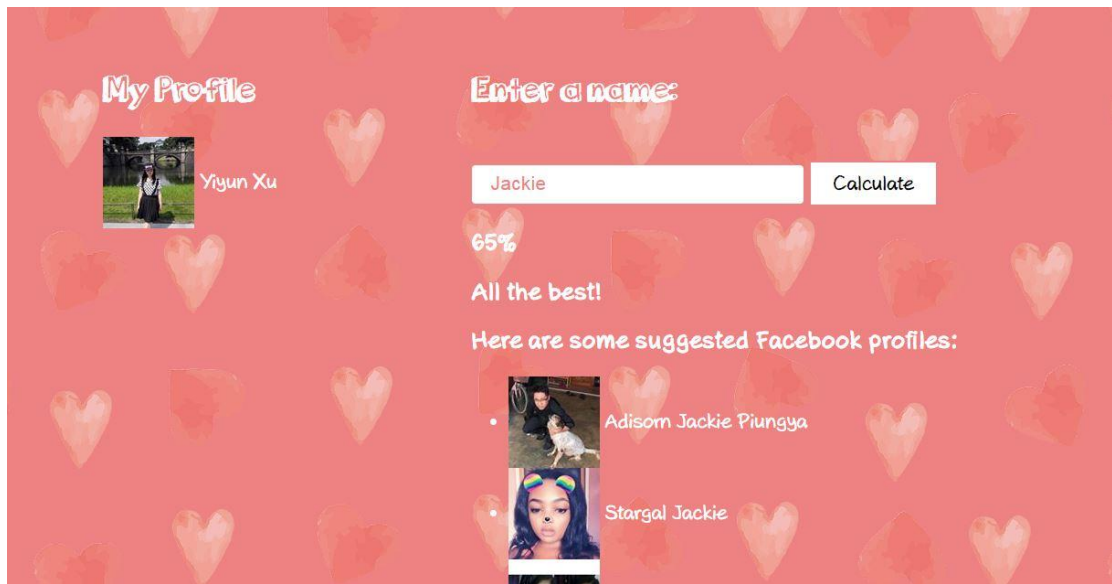 My Profile
Yiyun Xu
Enter a name:
Jackie
Calculate
65%
All the best!
Here are some suggested Facebook profiles:
Adisorn Jackie Piungya
Stargal Jackie